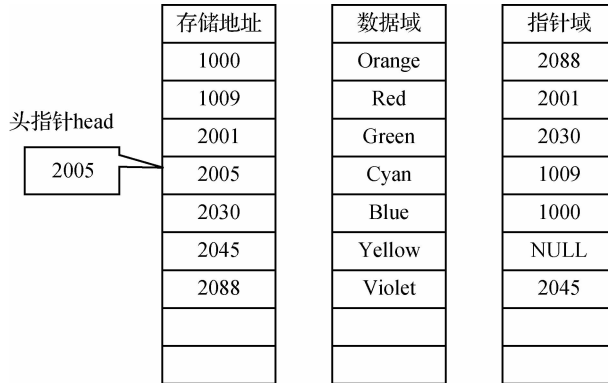 存储地址 数据域 指针域
1000 Orange 2088
1009 Red 2001
头指针head
2001 Green 2030
2005
2005 Cyan 1009
2030 Blue 1000
2045 Yellow NULL
2088 Violet 2045